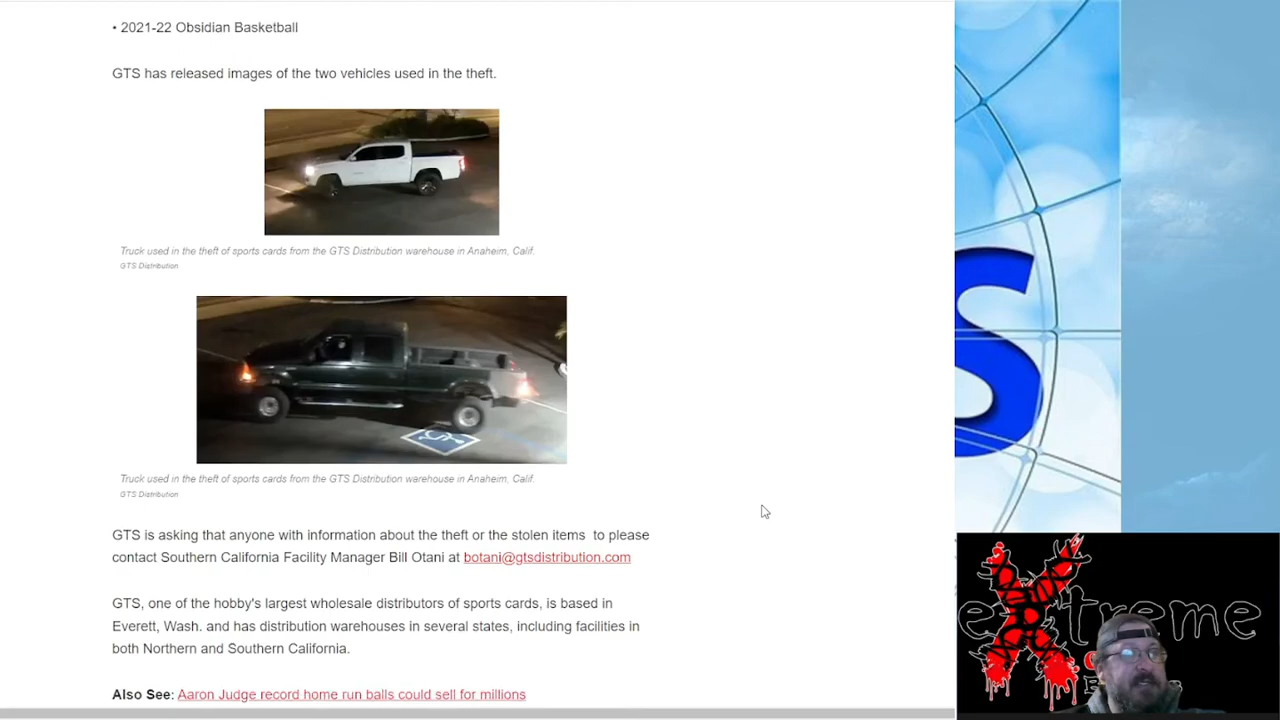 • 2021-22 Obsidian Basketball
GTS has released images of the two vehicles used in the theft.
Truck used in the theft of sports cards from the GTS Distribution warehouse in Anaheim, Calif.
GTS Distribution
Truck used in the theft of sports cards from the GTS Distribution warehouse in Anaheim, Calif.
GTS Distribution
GTS is asking that anyone with information about the theft or the stolen items to please
contact Southern California Facility Manager Bill Otani at botani@gtsdistribution.com
GTS, one of the hobby's largest wholesale distributors of sports cards, is based in
Everett, Wash. and has distribution warehouses in several states, including facilities in
both Northern and Southern California.
Also See: Aaron Judge record home run balls could sell for millions
S
eXtreme